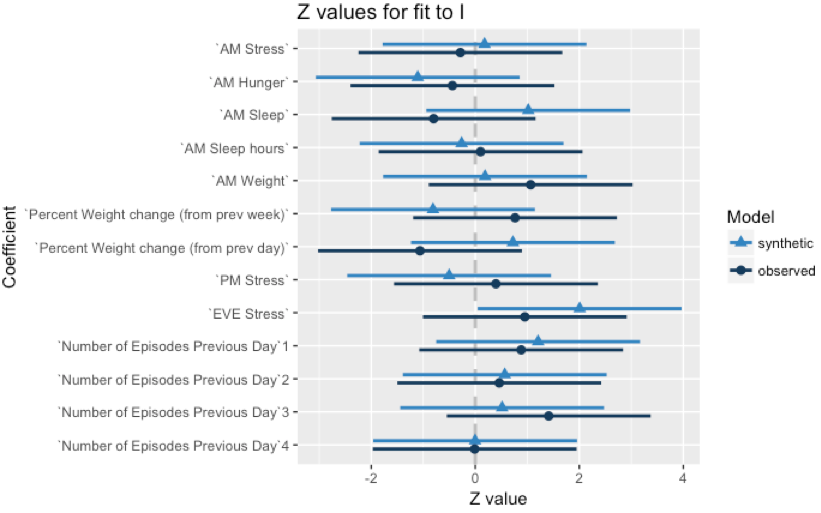 Z values for fit to I
`AM Stress`
`AM Hunger`
`AM Sleep`
`AM Sleep hours`
`AM Weight`
`Percent Weight change (from prev week)`
`Percent Weight change (from prev day)`
`PM Stress`
`EVE Stress`
`Number of Episodes Previous Day`1
`Number of Episodes Previous Day`2
`Number of Episodes Previous Day`3
`Number of Episodes Previous Day`4
Coefficient
-2 0 2 4
Z value
Model
synthetic
observed